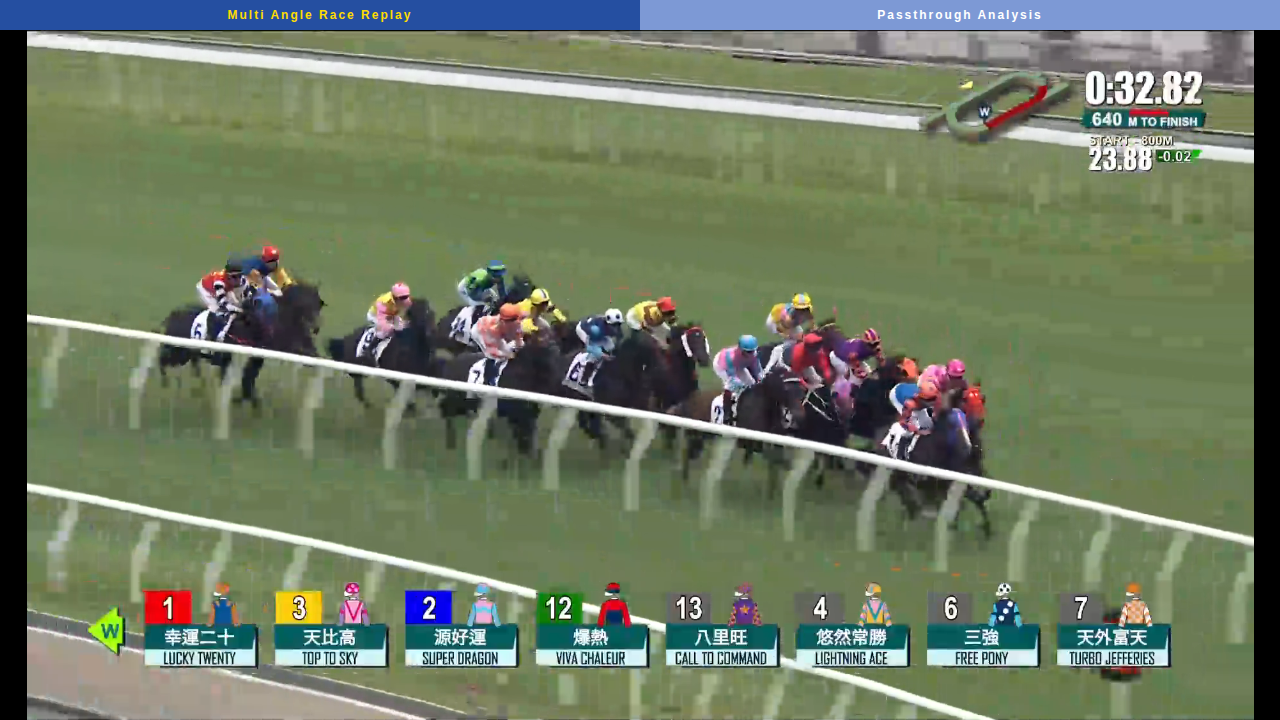 Multi Angle Race Replay
Passthrough Analysis
0:32.82
640 M TO FINISH
START - 800M
23.88 -0.02
W
W
1 3 2 12 13 4 6 7
幸運二十 天比高 源好運 爆熱 八里旺 悠然常勝 三強 天外富天
LUCKY TWENTY TOP TO SKY SUPER DRAGON VIVA CHALEUR CALL TO COMMAND LIGHTNING ACE FREE PONY TURBO JEFFERIES